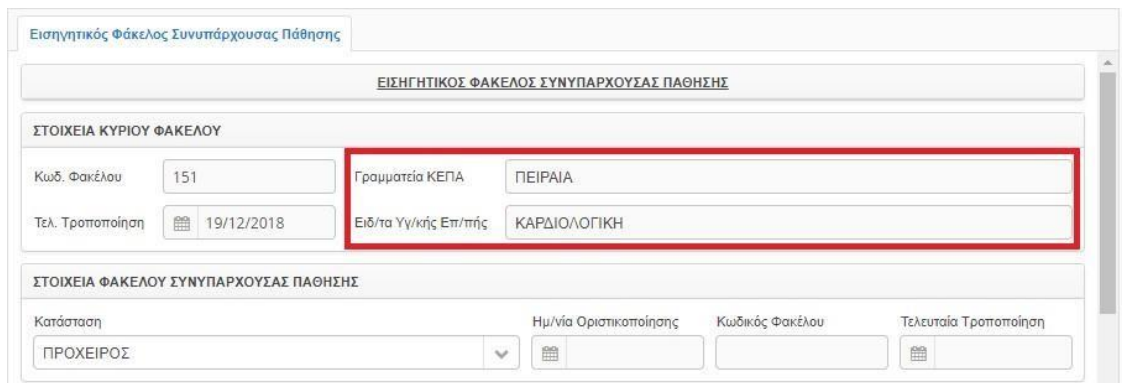 Εισηγητικός Φάκελος Συνυπάρχουσας Πάθησης
ΕΙΣΗΓΗΤΙΚΟΣ ΦΑΚΕΛΟΣ ΣΥΝΥΠΑΡΧΟΥΣΑΣ ΠΑΘΗΣΗΣ
ΣΤΟΙΧΕΙΑ ΚΥΡΙΟΥ ΦΑΚΕΛΟΥ
Κωδ. Φακέλου 151 Γραμματεία ΚΕΠΑ ΠΕΙΡΑΙΑ
Τελ. Τροποποίηση 19/12/2018 Ειδ/τα Υγ/κής Επ/πής ΚΑΡΔΙΟΛΟΓΙΚΗ
ΣΤΟΙΧΕΙΑ ΦΑΚΕΛΟΥ ΣΥΝΥΠΑΡΧΟΥΣΑΣ ΠΑΘΗΣΗΣ
Κατάσταση Ημ/νία Οριστικοποίησης Κωδικός Φακέλου Τελευταία Τροποποίηση
ΠΡΟΧΕΙΡΟΣ